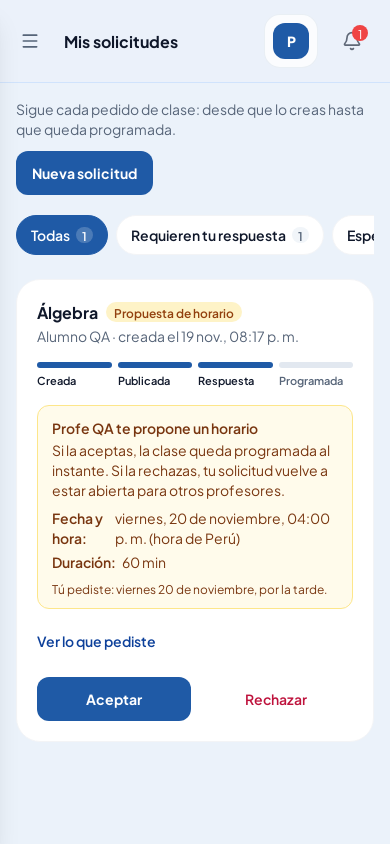 Mis solicitudes
P
1
Sigue cada pedido de clase: desde que lo creas hasta
que queda programada.
Nueva solicitud
Todas 1
Requieren tu respuesta 1
Espe
Álgebra
Propuesta de horario
Alumno QA · creada el 19 nov., 08:17 p. m.
Creada
Publicada
Respuesta
Programada
Profe QA te propone un horario
Si la aceptas, la clase queda programada al
instante. Si la rechazas, tu solicitud vuelve a
estar abierta para otros profesores.
Fecha y hora: viernes, 20 de noviembre, 04:00
p. m. (hora de Perú)
Duración: 60 min
Tú pediste: viernes 20 de noviembre, por la tarde.
Ver lo que pediste
Aceptar
Rechazar